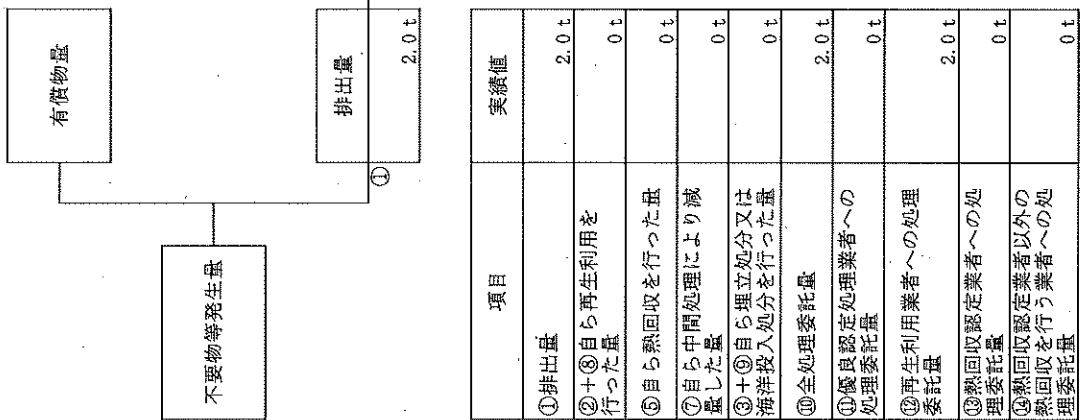 不要物等発生量
有償物量
排出量
①
2.0 t
項目
実績値
①排出量
2.0 t
②+⑧自ら再生利用を
行った量
0 t
⑤自ら熱回収を行った量
0 t
⑦自ら中間処理により減
量した量
0 t
③+⑨自ら埋立処分又は
海洋投入処分を行った量
0 t
⑩全処理委託量
2.0 t
⑪優良認定処理業者への
処理委託量
0 t
⑫再生利用業者への処理
委託量
2.0 t
⑬熱回収認定業者への処
理委託量
0 t
⑭熱回収認定業者以外の
熱回収を行う業者への処
理委託量
0 t